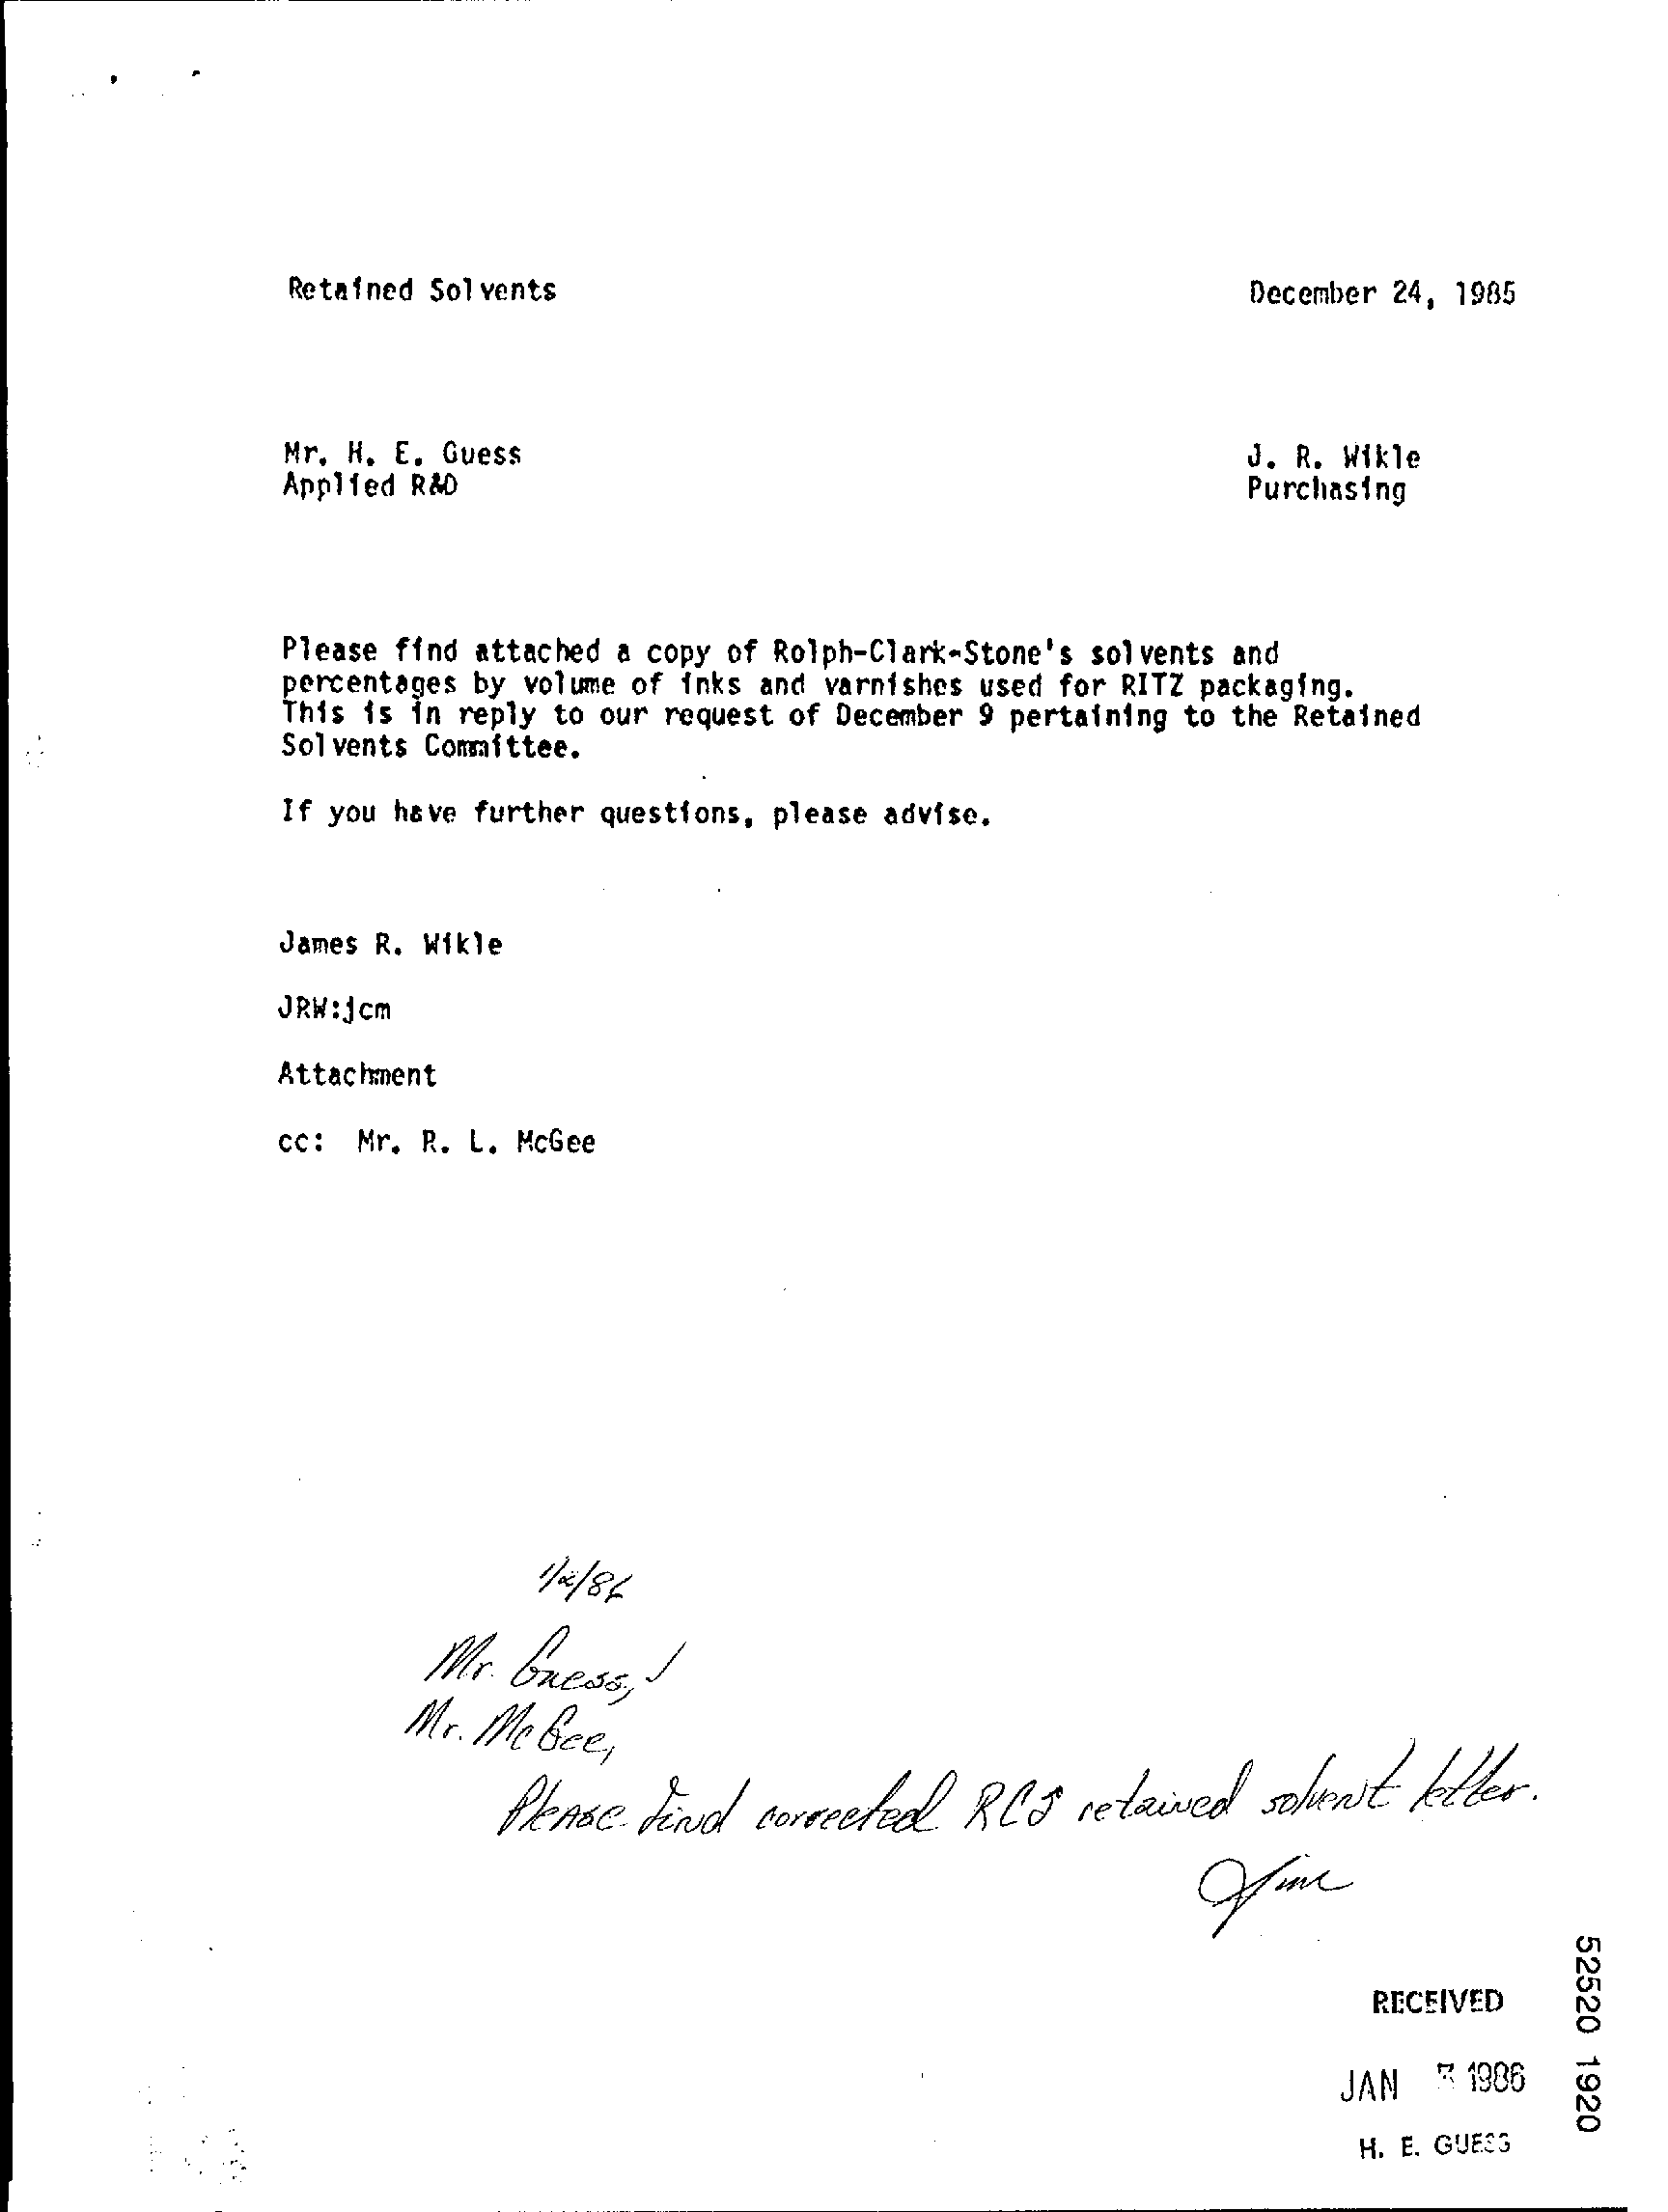 Retained Solvents
December 24, 1985
Mr. H. E. Guess
Applied R&D
J. R. Wikle
Purchasing
Please find attached a copy of Rolph-Clark-Stone's solvents and
percentages by volume of inks and varnishes used for RITZ packaging.
This is in reply to our request of December 9 pertaining to the Retained
Solvents Committee.
If you have further questions, please advise.
James R. Wikle
JRW:jcm
Attachment
cc: Mr. R. L. McGee
1/2/86
Mr. Guess,
Mr. McGee,
Please find corrected RCS retained solvent letter.
Jim
RECEIVED
JAN 1986
H. E. GUESS
52520 1920